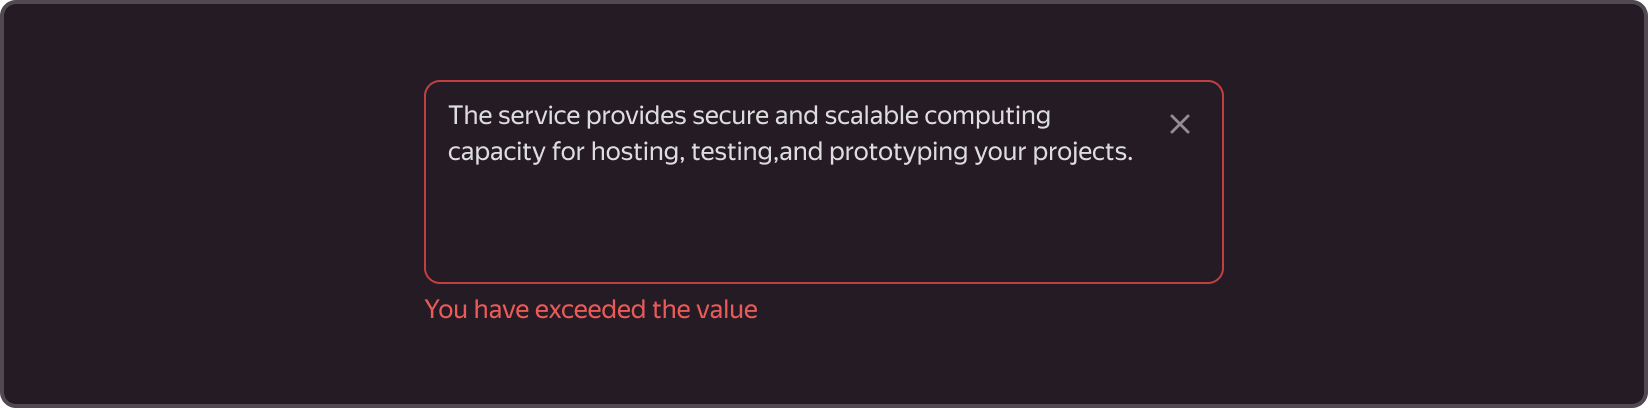 The service provides secure and scalable computing
capacity for hosting, testing,and prototyping your projects.
You have exceeded the value